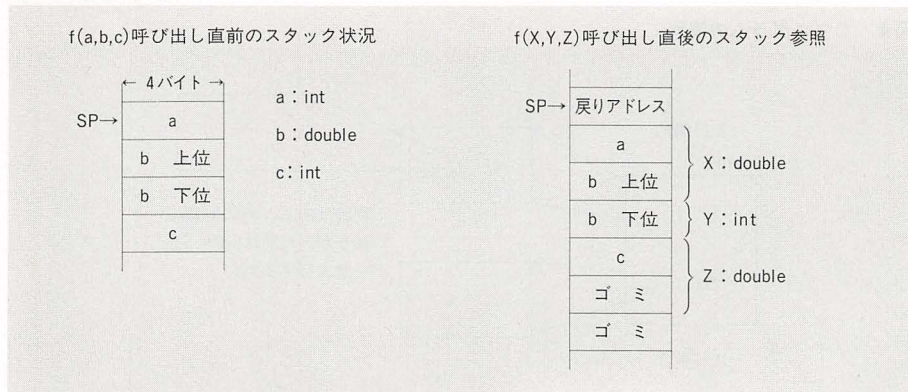 f(a,b,c)呼び出し直前のスタック状況
← 4バイト →
SP→
a
b 上位
b 下位
c
a：int
b：double
c：int
f(X,Y,Z)呼び出し直後のスタック参照
SP→
戻りアドレス
a
b 上位
b 下位
c
ゴ ミ
ゴ ミ
X：double
Y：int
Z：double